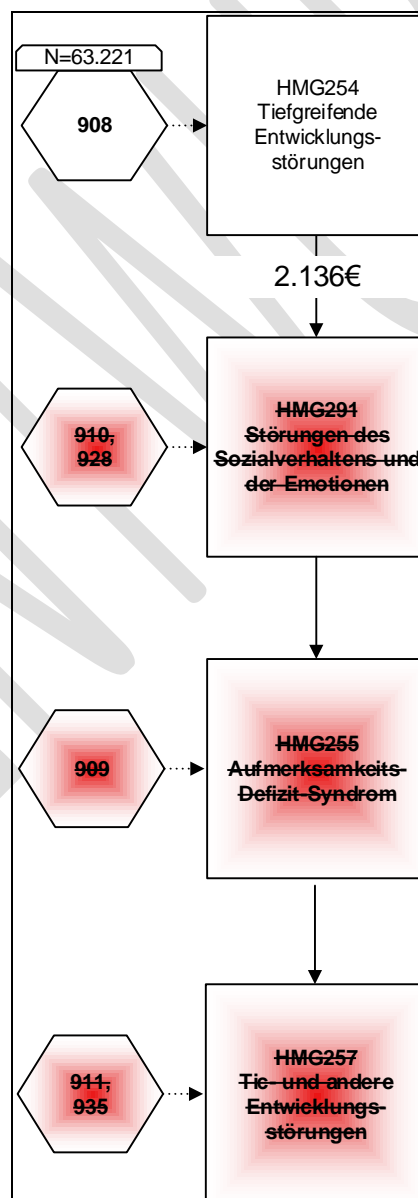 N=63.221
908
HMG254
Tiefgreifende
Entwicklungs-
störungen
2.136€
910,
928
HMG291
Störungen des
Sozialverhaltens und
der Emotionen
909
HMG255
Aufmerksamkeits-
Defizit-Syndrom
911,
935
HMG257
Tic- und andere
Entwicklungs-
störungen